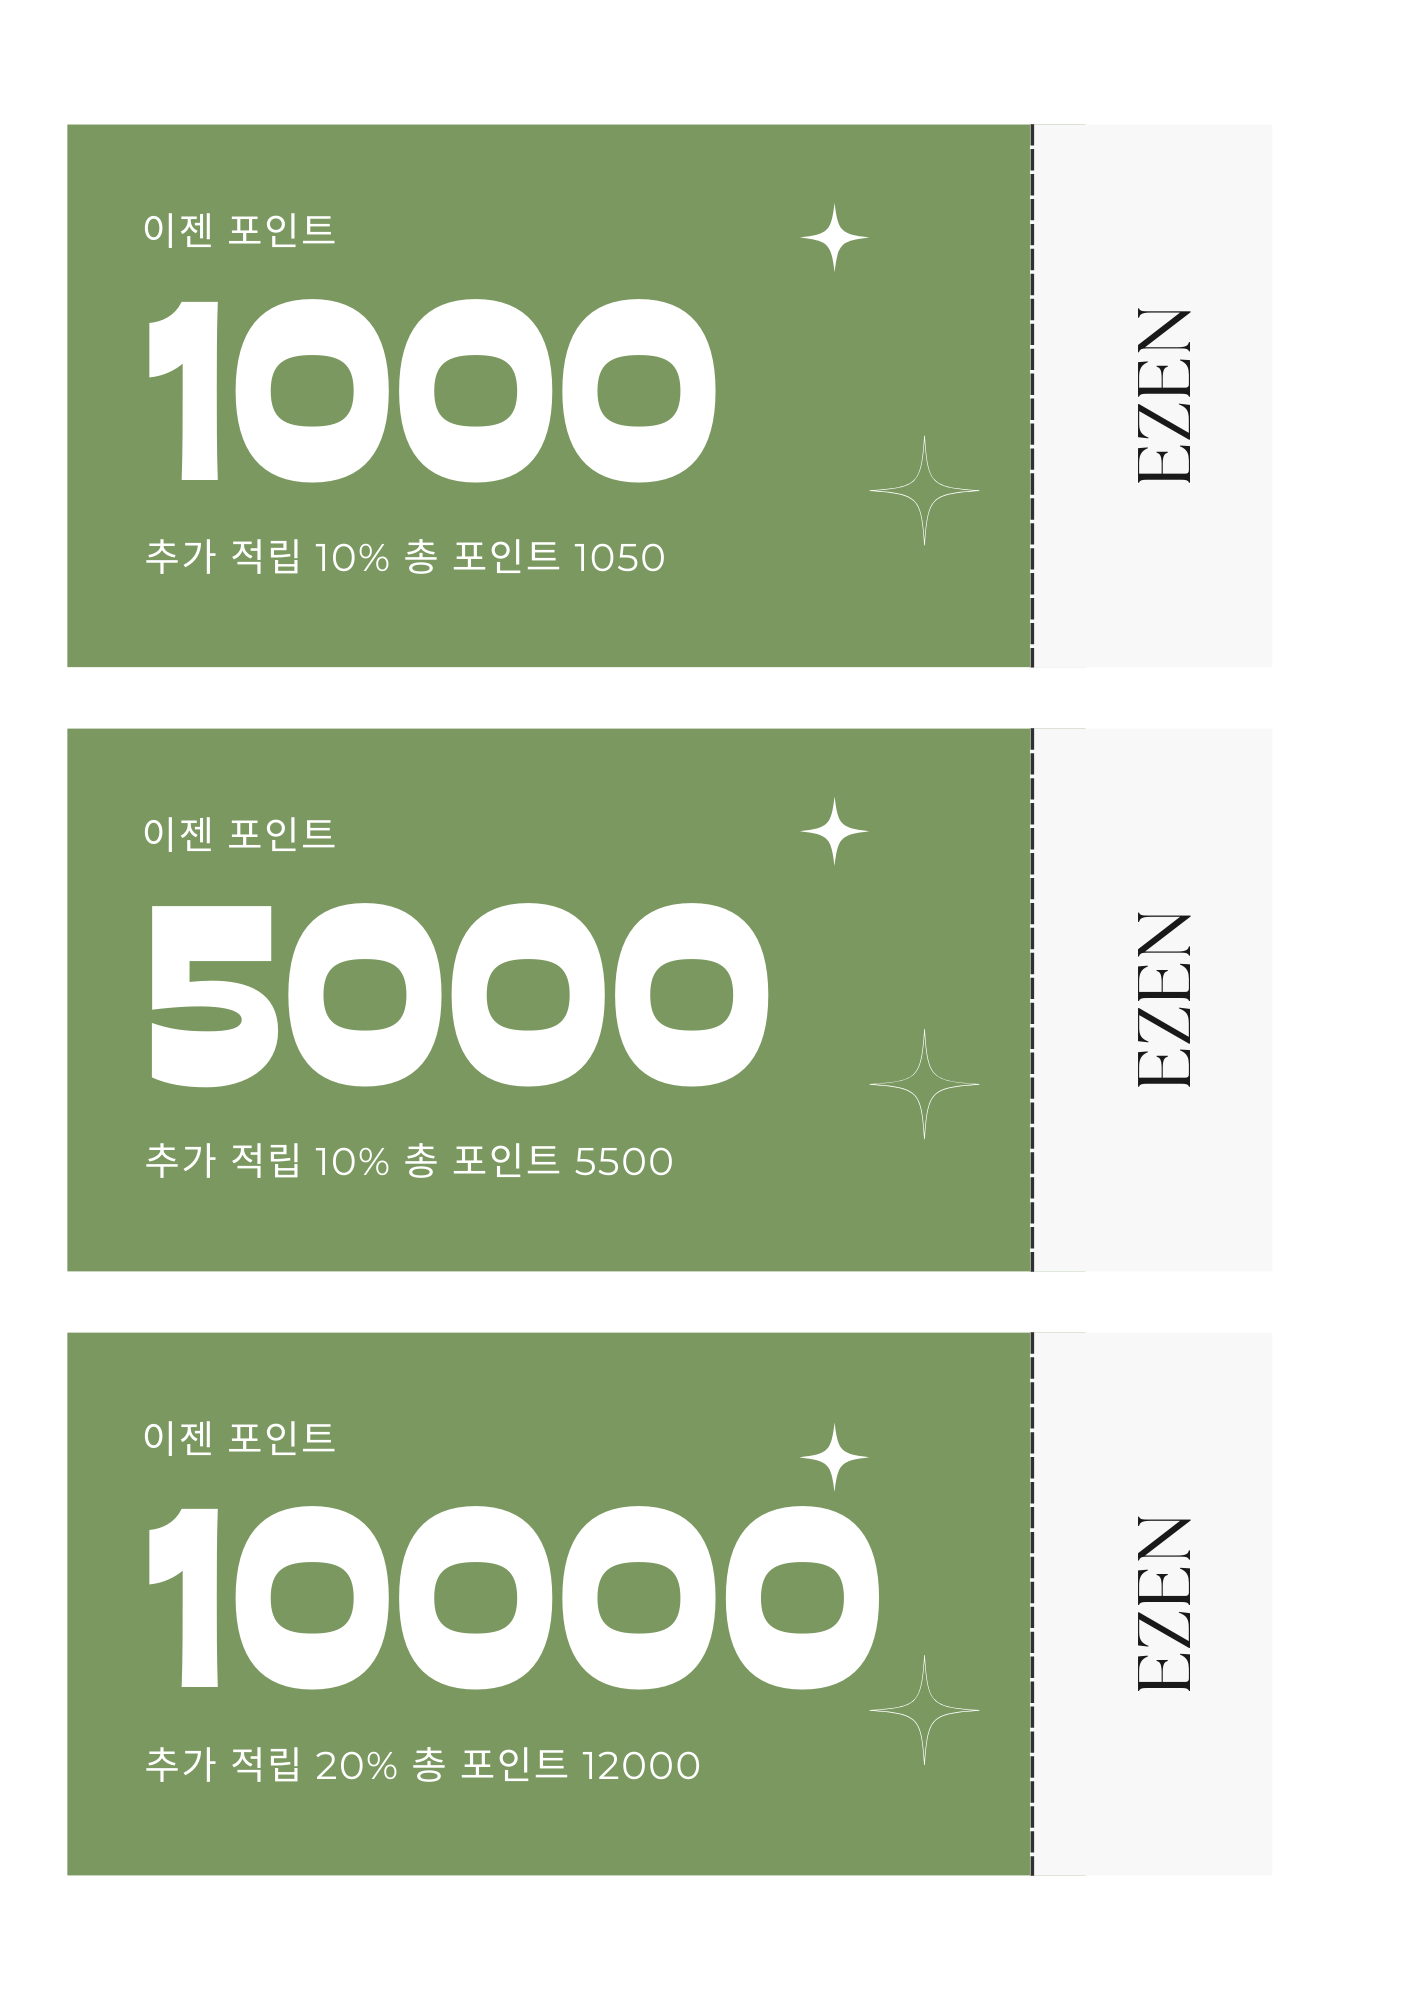 이젠 포인트
1000
추가 적립 10% 총 포인트 1050
EZEN
이젠 포인트
5000
추가 적립 10% 총 포인트 5500
EZEN
이젠 포인트
10000
추가 적립 20% 총 포인트 12000
EZEN